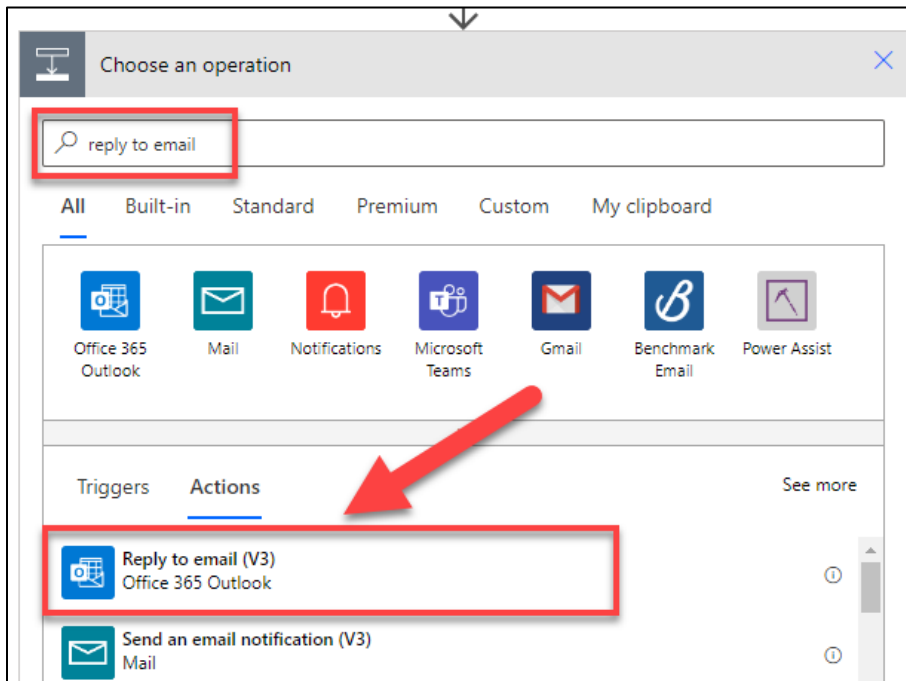 Choose an operation
reply to email
All Built-in Standard Premium Custom My clipboard
Office 365 Outlook
Mail
Notifications
Microsoft Teams
Gmail
Benchmark Email
Power Assist
Triggers Actions See more
Reply to email (V3)
Office 365 Outlook
Send an email notification (V3)
Mail